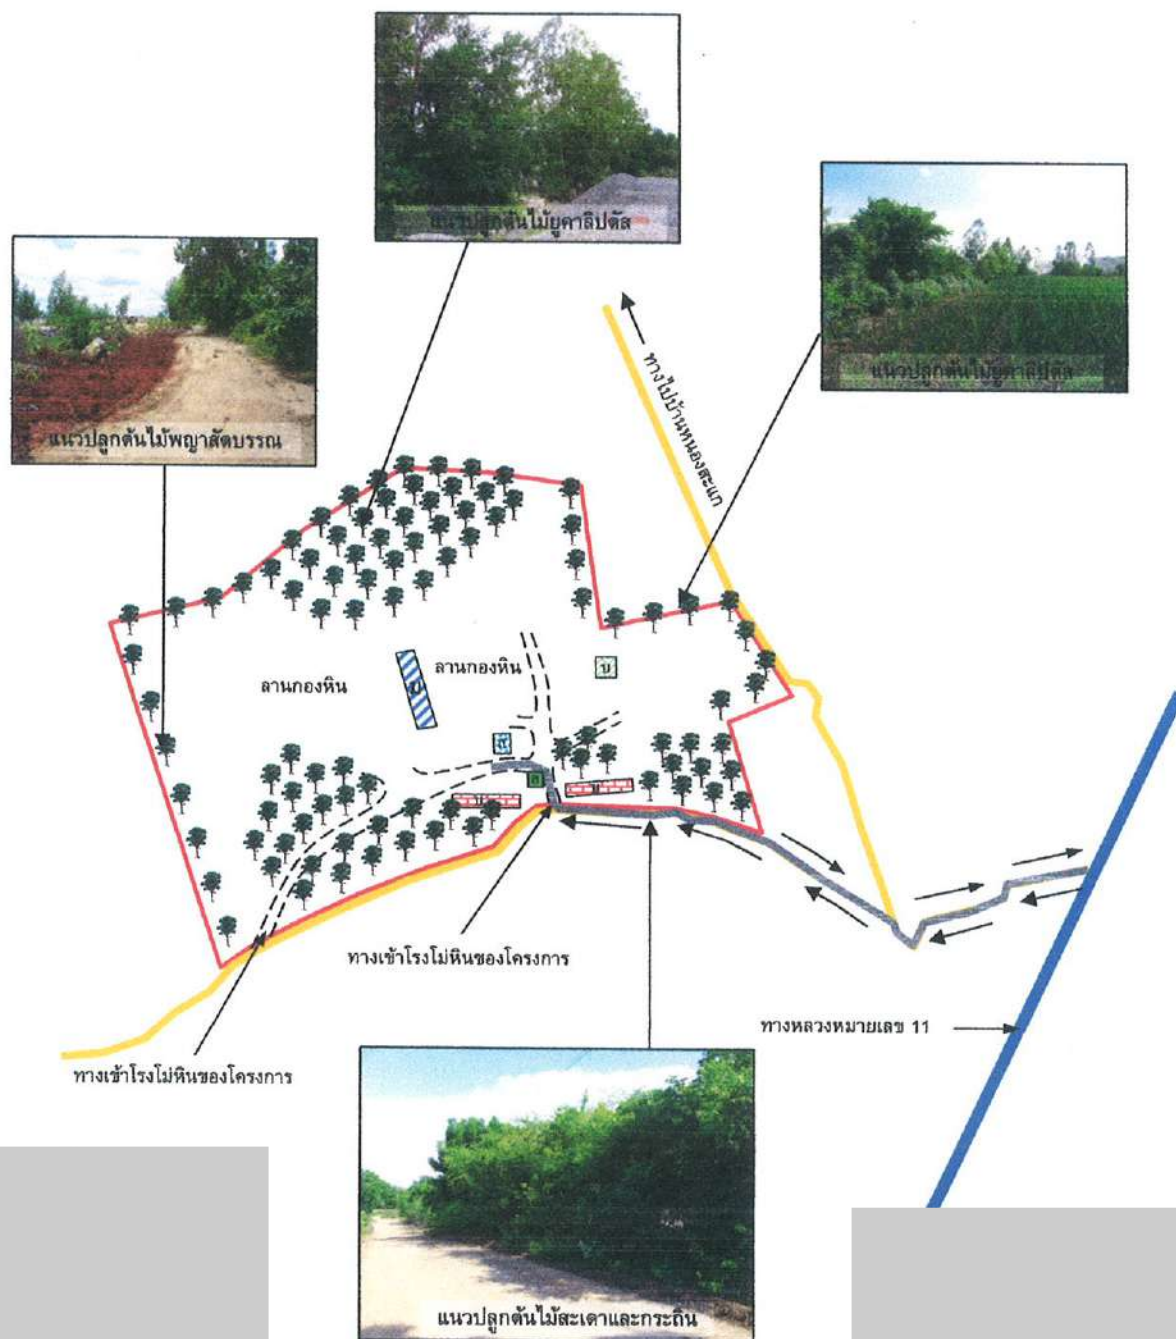 แนวปลูกต้นไม้ยูคาลิปตัส
แนวปลูกต้นไม้ยูคาลิปตัส
แนวปลูกต้นไม้พญาสัตบรรณ
ทางไปบ้านหนองสะแก
ลานกองหิน
ลานกองหิน
บ
ทางเข้าโรงโม่หินของโครงการ
ทางหลวงหมายเลข 11
ทางเข้าโรงโม่หินของโครงการ
แนวปลูกต้นไม้สะเดาและกระถิน